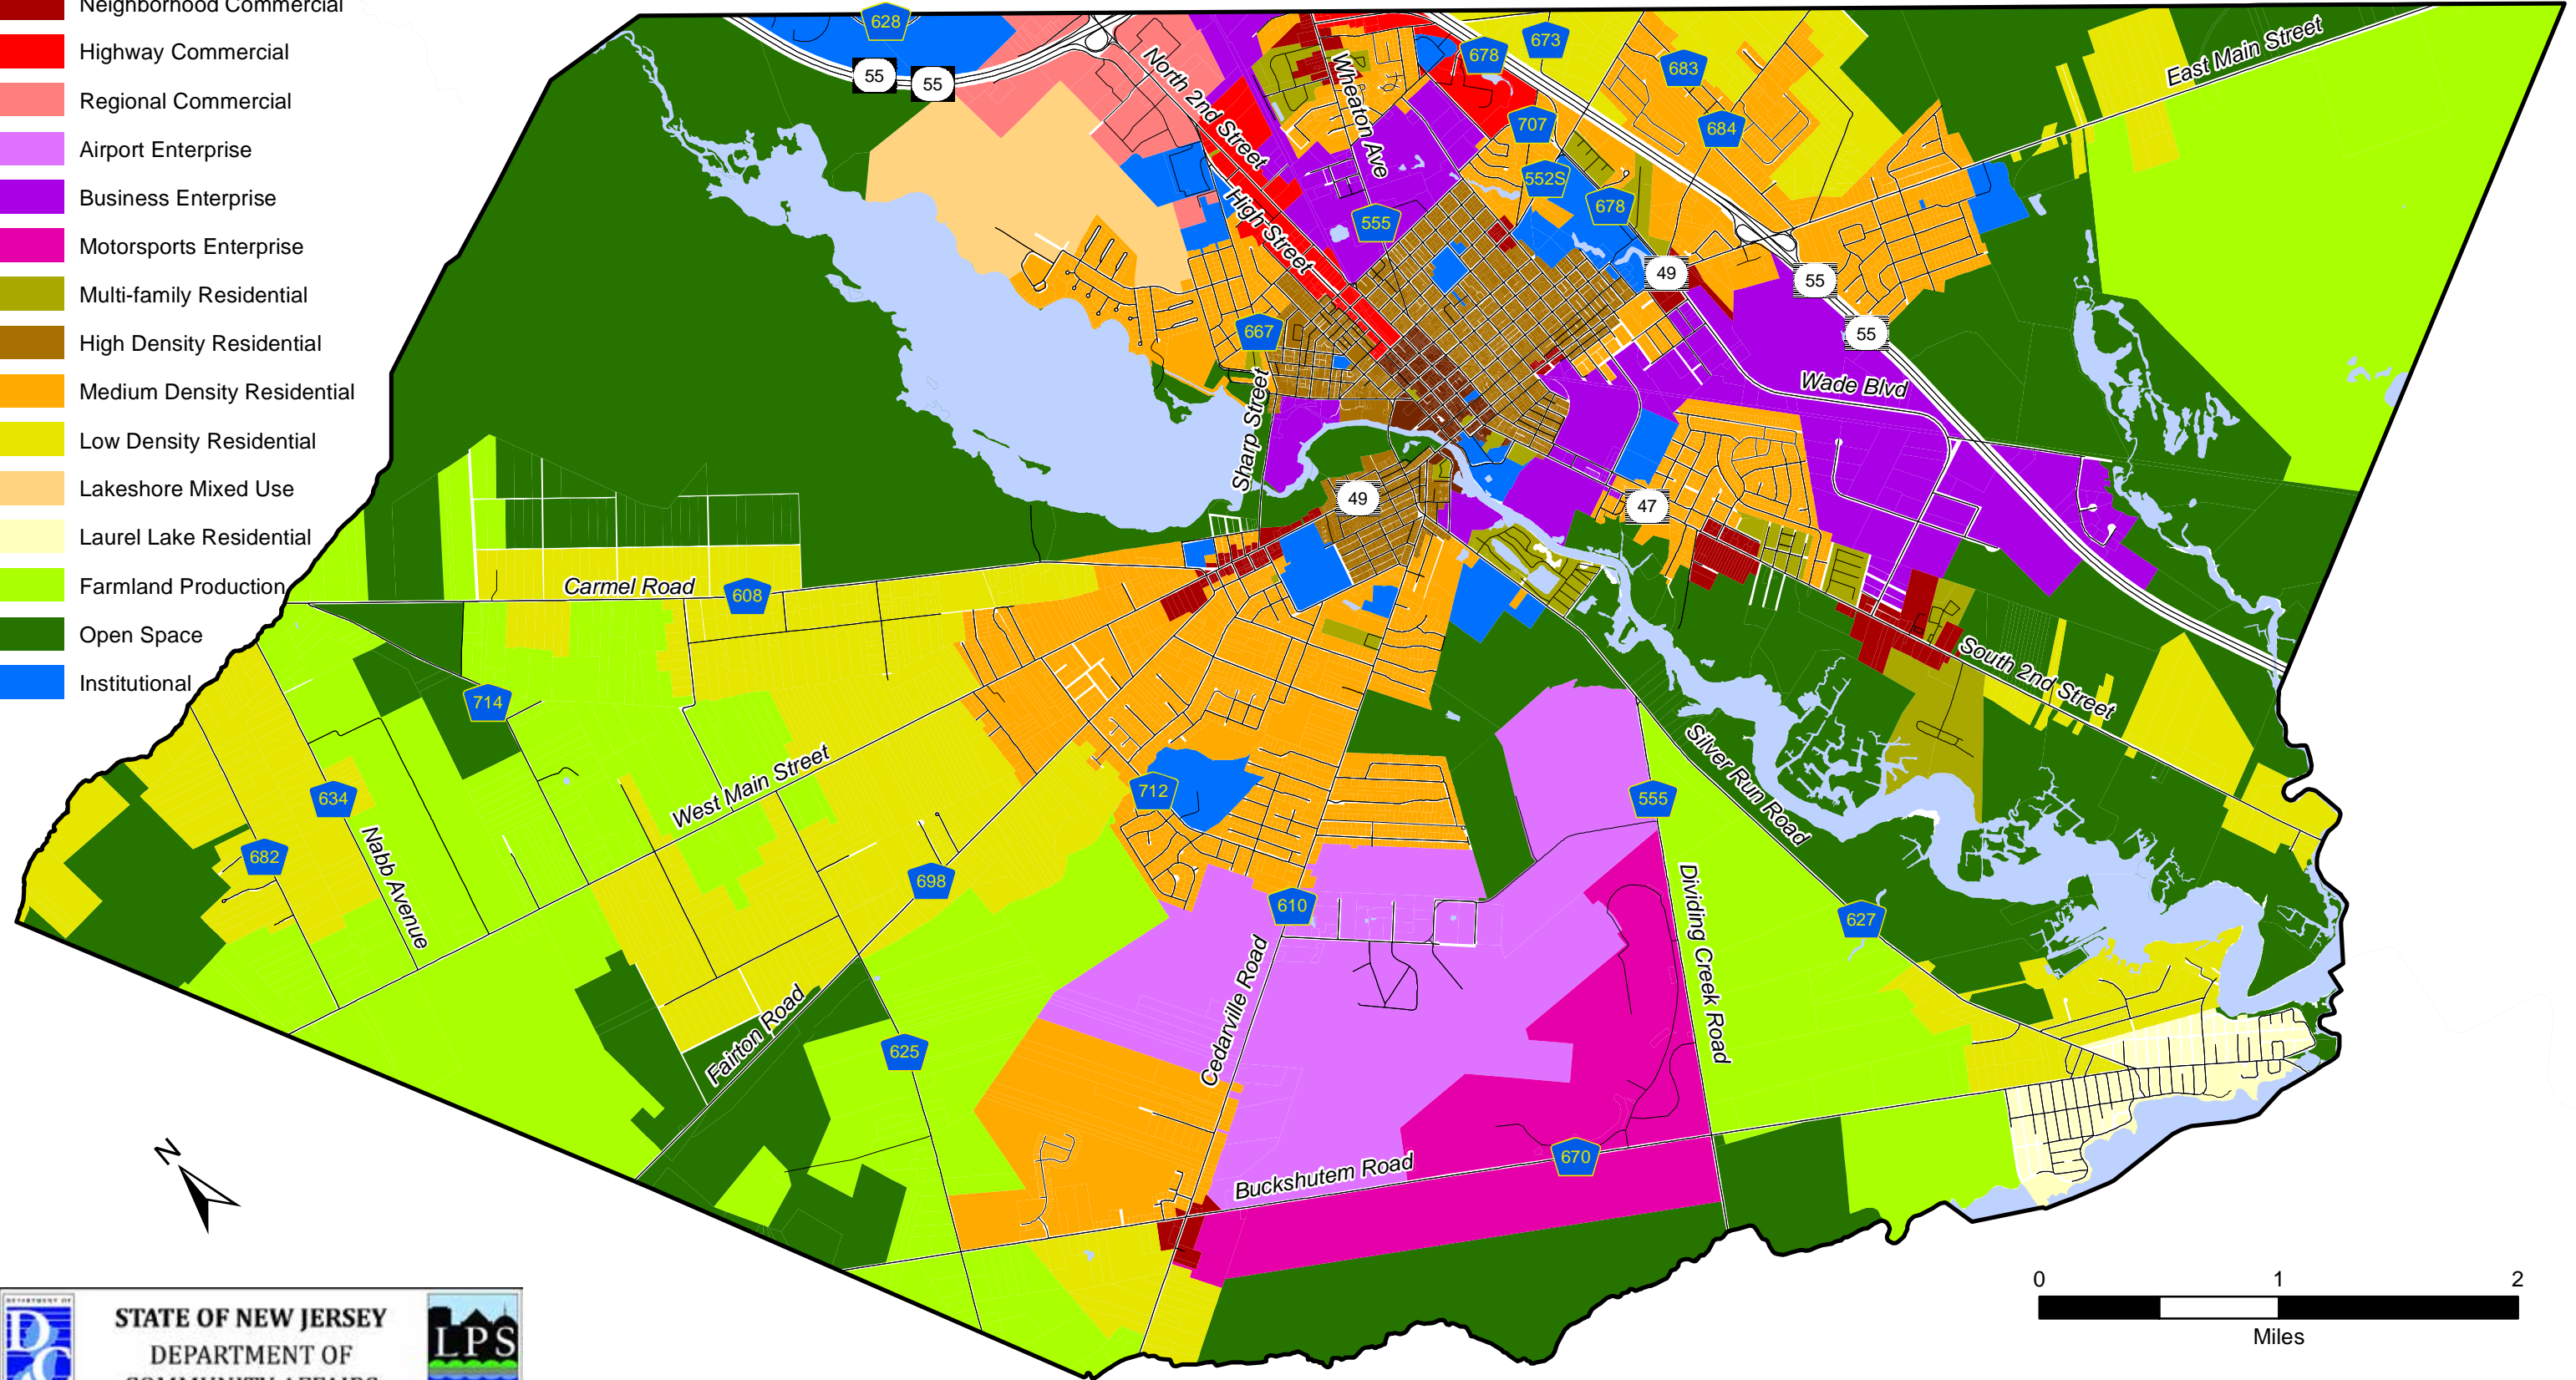 Neighborhood Commercial
Highway Commercial
Regional Commercial
Airport Enterprise
Business Enterprise
Motorsports Enterprise
Multi-family Residential
High Density Residential
Medium Density Residential
Low Density Residential
Lakeshore Mixed Use
Laurel Lake Residential
Farmland Production
Open Space
Institutional
628
55
55
North 2nd Street
Wheaton Ave
678
673
683
684
707
552S
678
555
High Street
East Main Street
49
55
55
667
Sharp Street
Wade Blvd
49
47
Carmel Road
608
714
634
682
Nabb Avenue
West Main Street
698
712
610
Cedarville Road
Fairton Road
625
South 2nd Street
Silver Run Road
555
627
Dividing Creek Road
Buckshutem Road
670
N
0 1 2
Miles
DEPARTMENT OF
DC
STATE OF NEW JERSEY
DEPARTMENT OF
COMMUNITY AFFAIRS
LPS